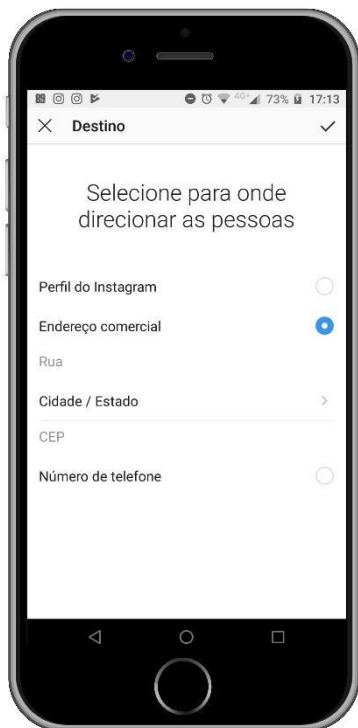 4G+ 73% 17:13
Destino
Selecione para onde
direcionar as pessoas
Perfil do Instagram
Endereço comercial
Rua
Cidade / Estado
CEP
Número de telefone